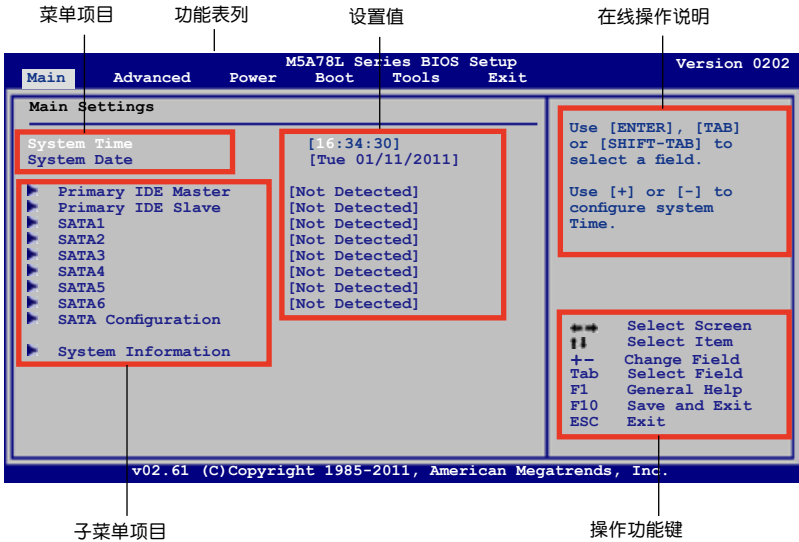 菜单项目 功能表列 设置值 在线操作说明
M5A78L Series BIOS Setup Version 0202
Main Advanced Power Boot Tools Exit
Main Settings
System Time [16:34:30]
System Date [Tue 01/11/2011]
Primary IDE Master [Not Detected]
Primary IDE Slave [Not Detected]
SATA1 [Not Detected]
SATA2 [Not Detected]
SATA3 [Not Detected]
SATA4 [Not Detected]
SATA5 [Not Detected]
SATA6 [Not Detected]
SATA Configuration
System Information
Use [ENTER], [TAB]
or [SHIFT-TAB] to
select a field.
Use [+] or [-] to
configure system
Time.
←→ Select Screen
↑↓ Select Item
+- Change Field
Tab Select Field
F1 General Help
F10 Save and Exit
ESC Exit
v02.61 (C)Copyright 1985-2011, American Megatrends, Inc.
子菜单项目 操作功能键